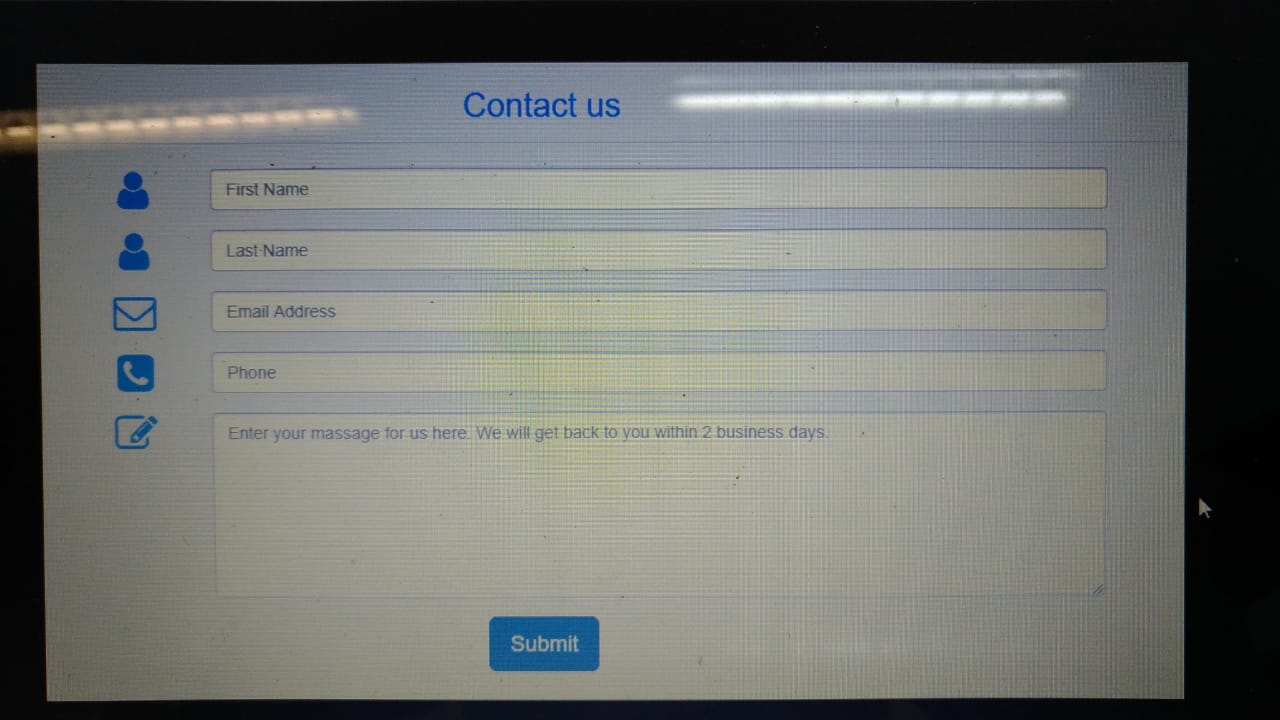 Contact us
First Name
Last Name
Email Address
Phone
Enter your massage for us here. We will get back to you within 2 business days.
Submit